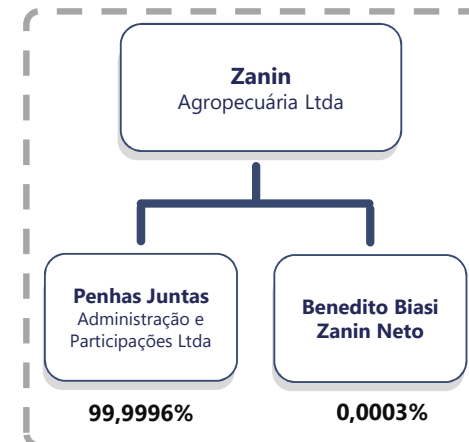 Zanin
Agropecuária Ltda
Penhas Juntas
Administração e
Participações Ltda
99,9996%
Benedito Biasi
Zanin Neto
0,0003%